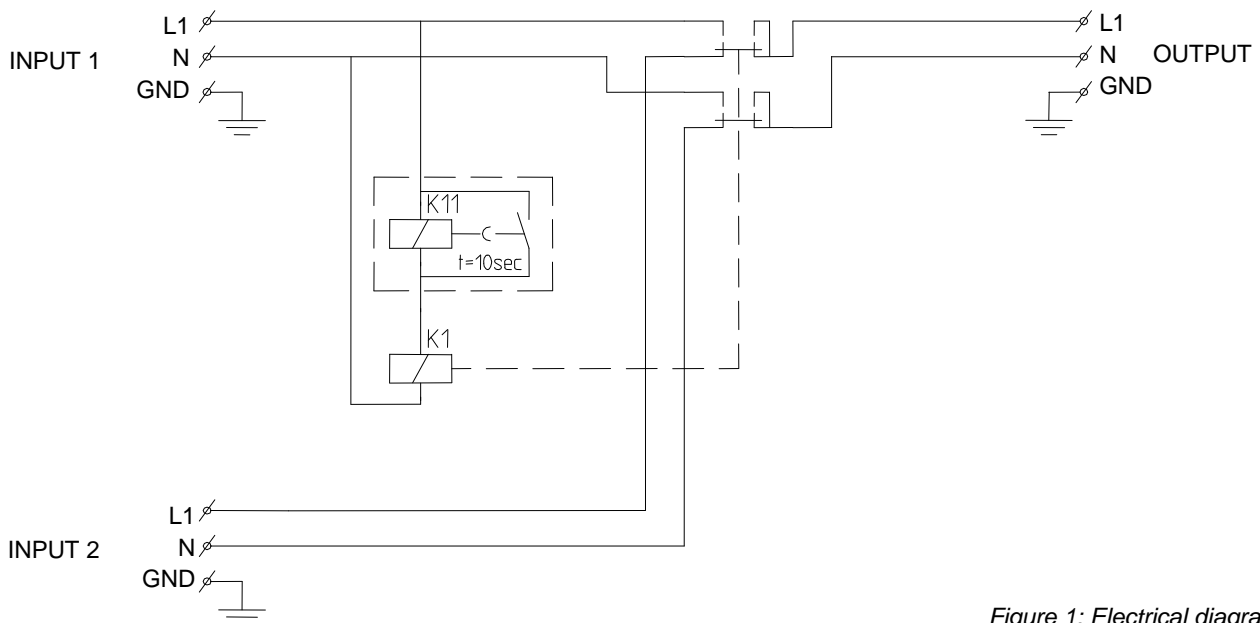 L1
L1
INPUT 1
N
N
OUTPUT
GND
GND
K11
t=10sec
K1
L1
INPUT 2
N
GND
Figure 1: Electrical diagra